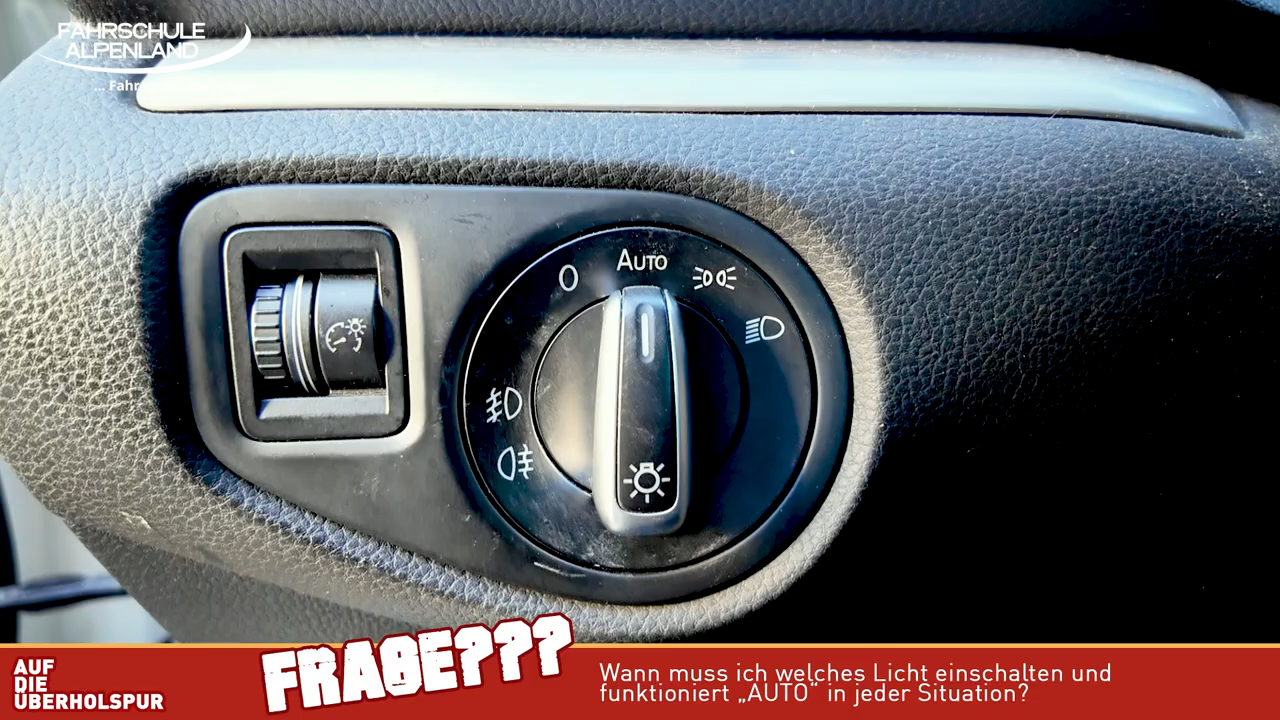 FAHRSCHULE
ALPENLAND
O
AUTO
AUF
DIE
ÜBERHOLSPUR
FRAGE???
Wann muss ich welches Licht einschalten und
funktioniert „AUTO“ in jeder Situation?